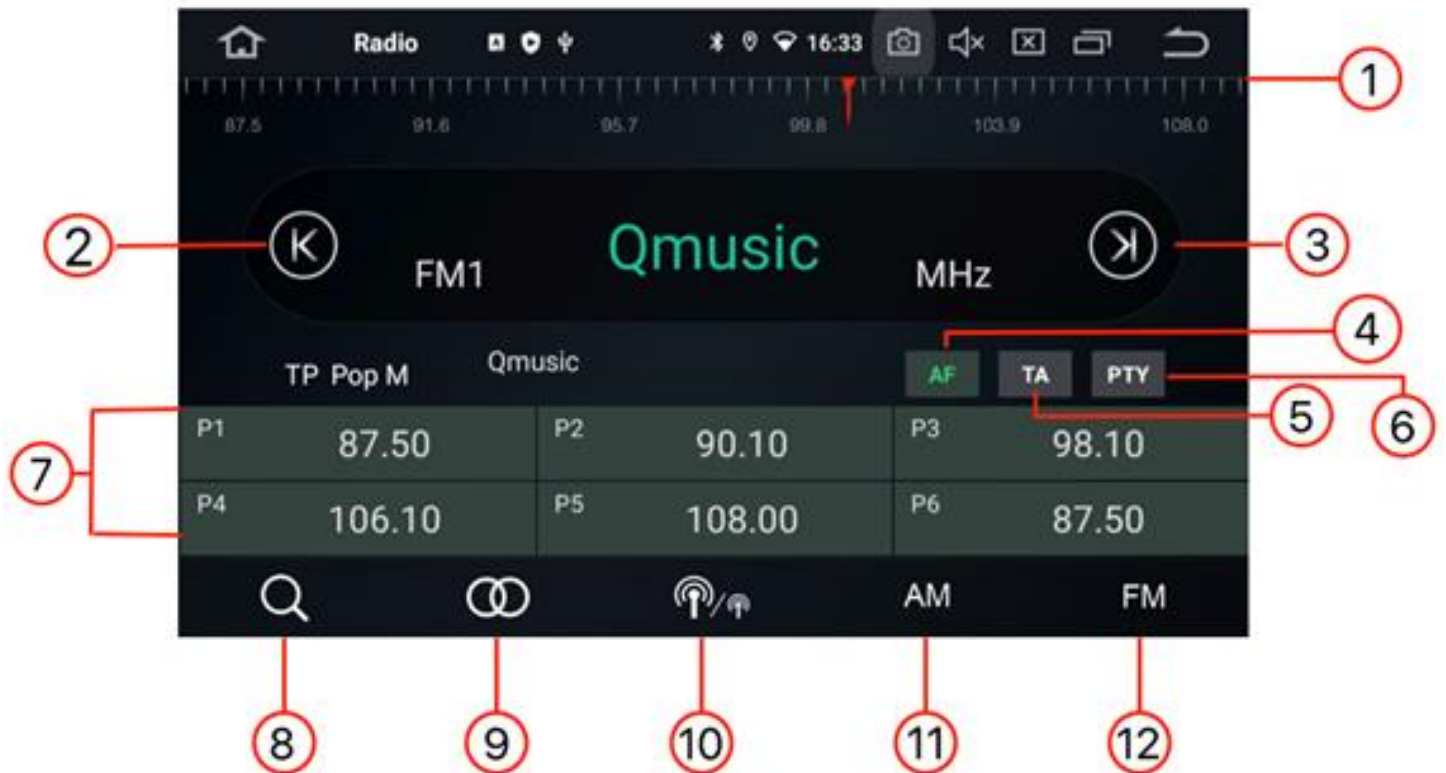 Radio 16:33
1
87.5 91.6 95.7 99.8 103.9 108.0
2 FM1 Qmusic MHz 3
4
TP Pop M Qmusic AF TA PTY
5 6
7
P1 87.50 P2 90.10 P3 98.10
P4 106.10 P5 108.00 P6 87.50
AM FM
8 9 10 11 12